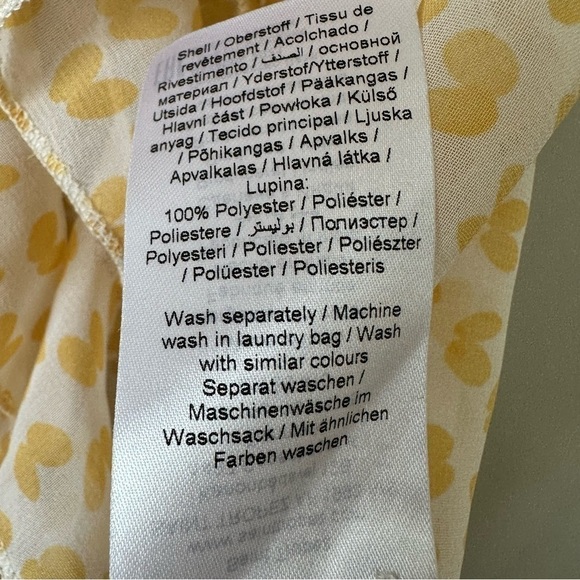 Shell / Oberstoff / Tissu de
revêtement / Acolchado /
Rivestimento / الصدف / основной
материал / Yderstof/Ytterstoff /
Utsida / Hoofdstof / Pääkangas /
Hlavní část / Powłoka / Külső
anyag / Tecido principal / Ljuska
/ Põhikangas / Apvalks /
Apvalkalas / Hlavná látka /
Lupina:
100% Polyester / Poliéster /
Poliestere / بوليستر / Полиэстер /
Polyesteri / Poliester / Poliészter
/ Polüester / Poliesteris
Wash separately / Machine
wash in laundry bag / Wash
with similar colours
Separat waschen /
Maschinenwäsche im
Waschsack / Mit ähnlichen
Farben waschen